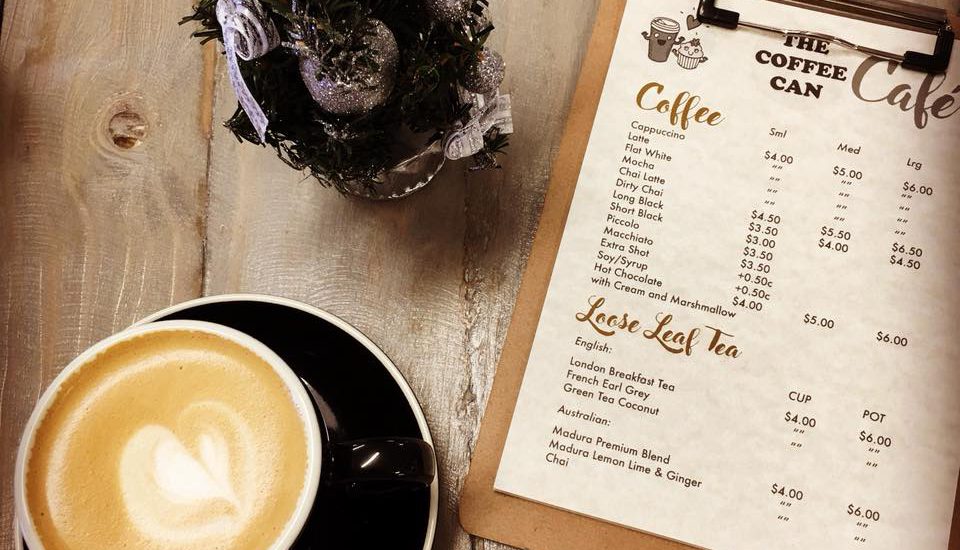 THE
COFFEE
CAN
Café
Coffee
Sml Med Lrg
Cappuccino $4.00 $5.00 $6.00
Latte "" "" ""
Flat White "" "" ""
Mocha "" "" ""
Chai Latte "" "" ""
Dirty Chai $4.50 $5.50 $6.50
Long Black $3.50 $4.00 $4.50
Short Black $3.00
Piccolo $3.50
Macchiato $3.50
Extra Shot +0.50c
Soy/Syrup +0.50c
Hot Chocolate $4.00 $5.00 $6.00
with Cream and Marshmallow
Loose Leaf Tea
English: CUP POT
London Breakfast Tea $4.00 $6.00
French Earl Grey "" ""
Green Tea Coconut "" ""
Australian:
Madura Premium Blend $4.00 $6.00
Madura Lemon Lime & Ginger "" ""
Chai "" ""